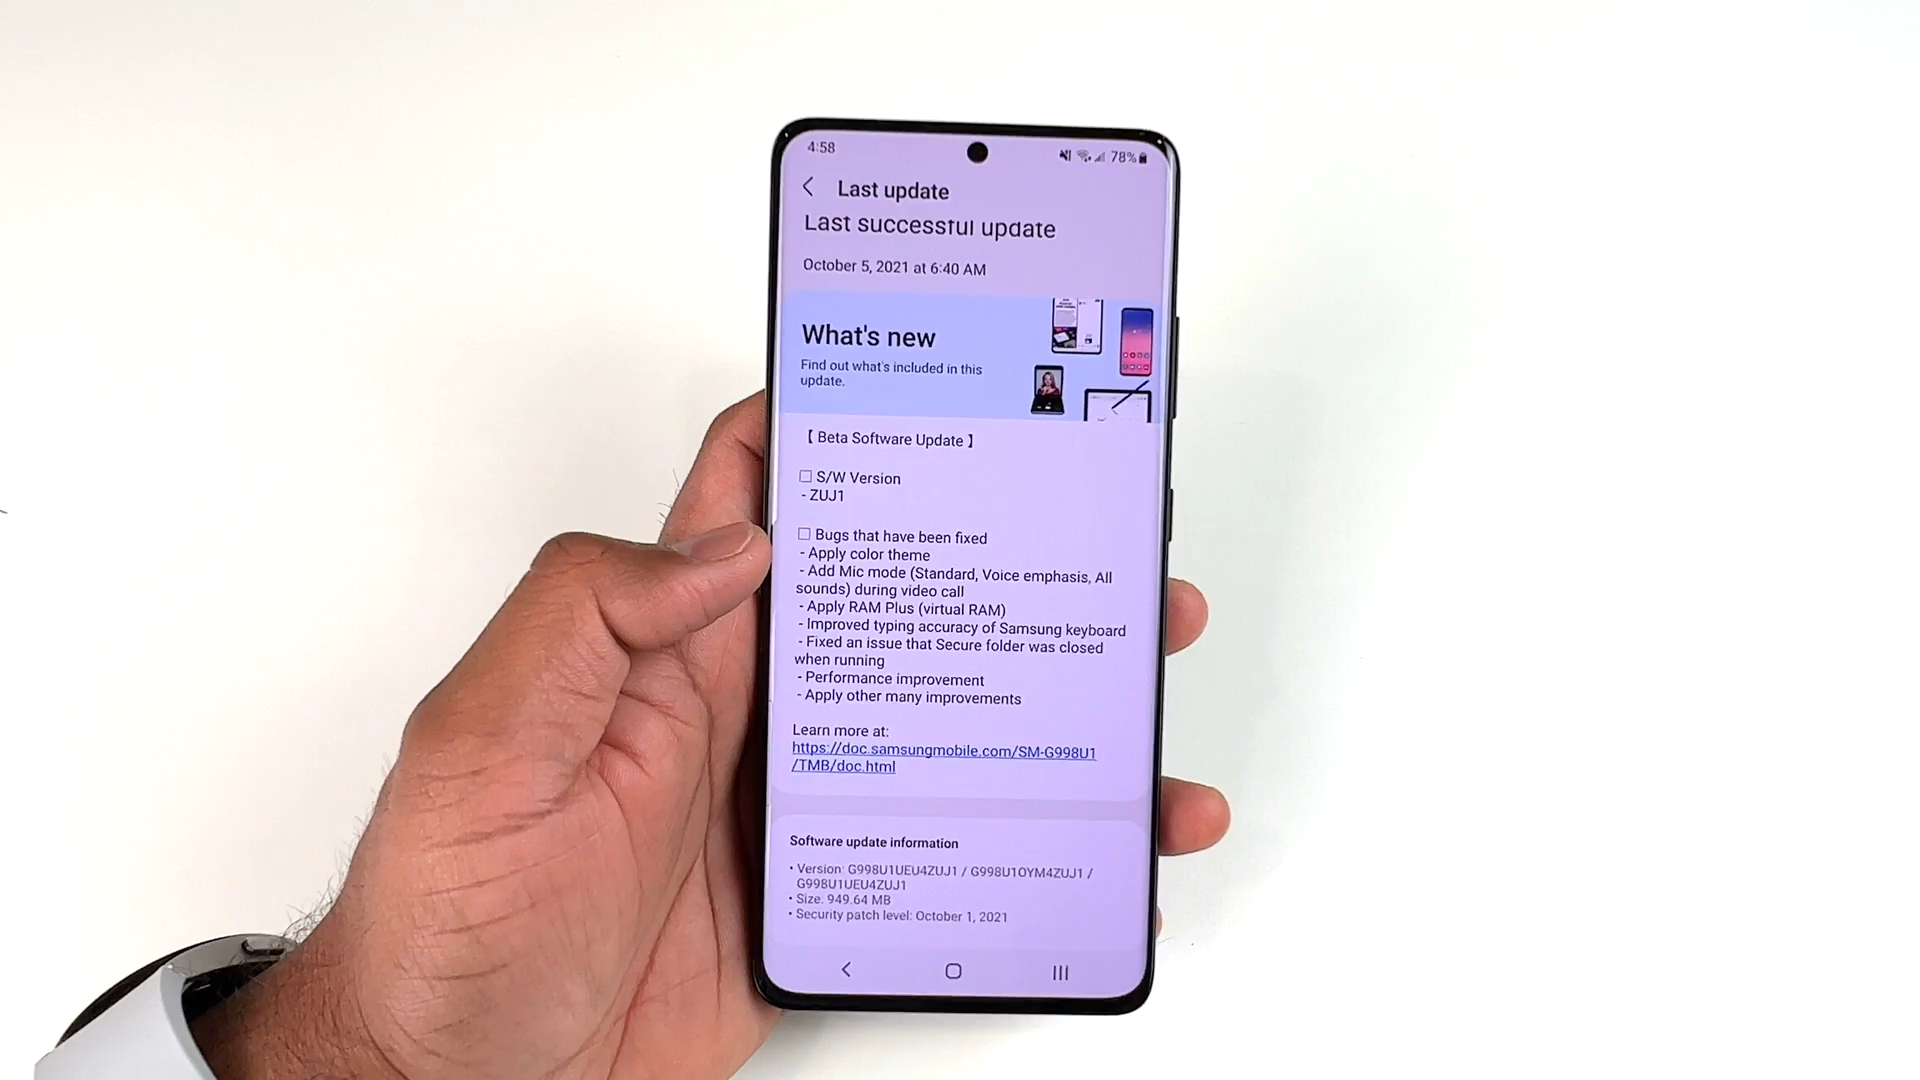 4:58
78%
Last update
Last successful update
October 5, 2021 at 6:40 AM
What's new
Find out what's included in this
update.
【 Beta Software Update 】
□ S/W Version
- ZUJ1
□ Bugs that have been fixed
- Apply color theme
- Add Mic mode (Standard, Voice emphasis, All
sounds) during video call
- Apply RAM Plus (virtual RAM)
- Improved typing accuracy of Samsung keyboard
- Fixed an issue that Secure folder was closed
when running
- Performance improvement
- Apply other many improvements
Learn more at:
https://doc.samsungmobile.com/SM-G998U1
/TMB/doc.html
Software update information
• Version: G998U1UEU4ZUJ1 / G998U1OYM4ZUJ1 /
G998U1UEU4ZUJ1
• Size: 949.64 MB
• Security patch level: October 1, 2021